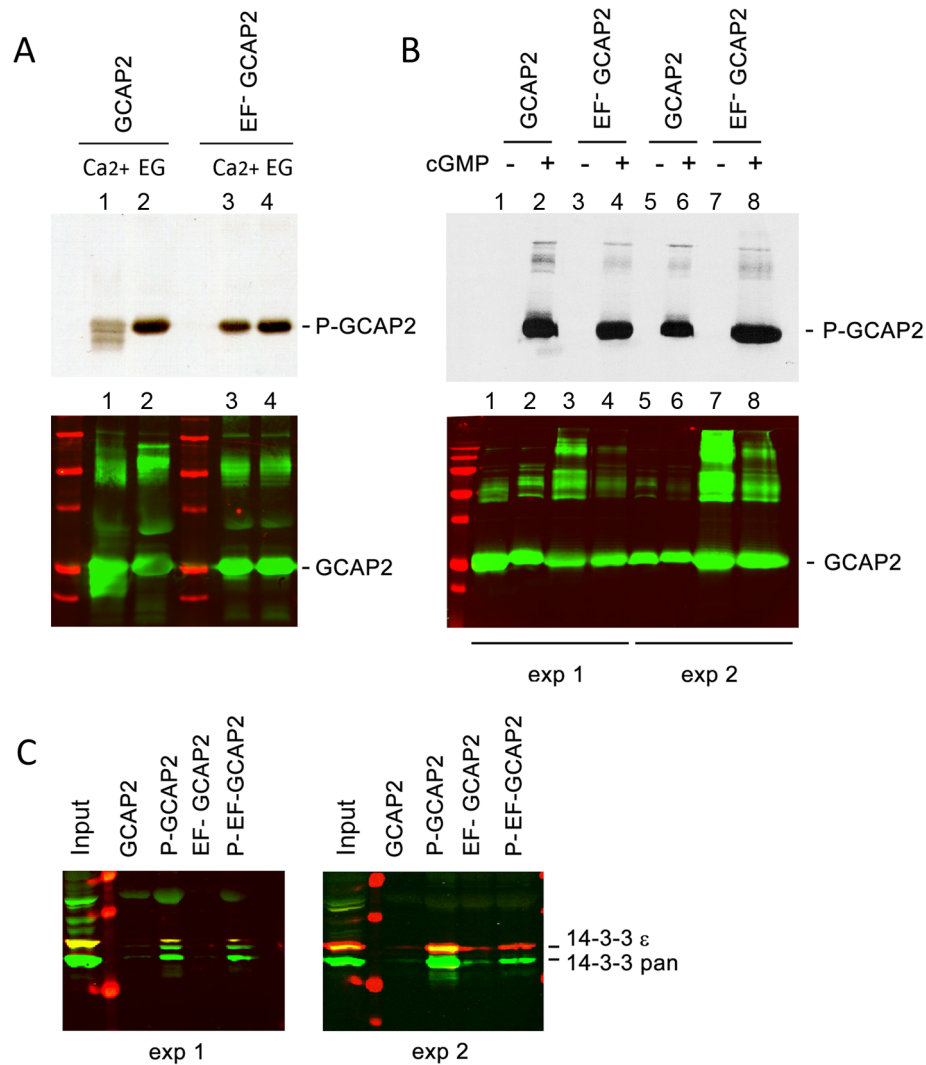 A
GCAP2
EF- GCAP2
Ca2+ EG
Ca2+ EG
1 2 3 4
- P-GCAP2
1 2 3 4
- GCAP2
B
GCAP2
EF- GCAP2
GCAP2
EF- GCAP2
cGMP - + - + - + - +
1 2 3 4 5 6 7 8
- P-GCAP2
1 2 3 4 5 6 7 8
- GCAP2
exp 1
exp 2
C
Input
GCAP2
P-GCAP2
EF- GCAP2
P- EF-GCAP2
exp 1
Input
GCAP2
P-GCAP2
EF- GCAP2
P- EF-GCAP2
14-3-3 ε
14-3-3 pan
exp 2